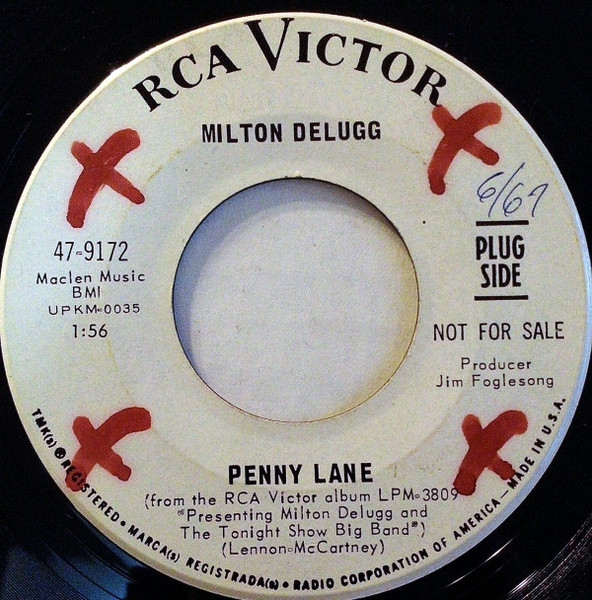 RCA VICTOR
MILTON DELUGG
6/67
47-9172
Maclen Music
BMI
UPKM-0035
1:56
PLUG
SIDE
NOT FOR SALE
Producer
Jim Foglesong
PENNY LANE
(from the RCA Victor album LPM-3809
"Presenting Milton Delugg and
The Tonight Show Big Band")
(Lennon-McCartney)
TMK(s) ® REGISTERED • MARCA(s) REGISTRADA(s) • RADIO CORPORATION OF AMERICA—MADE IN U.S.A.